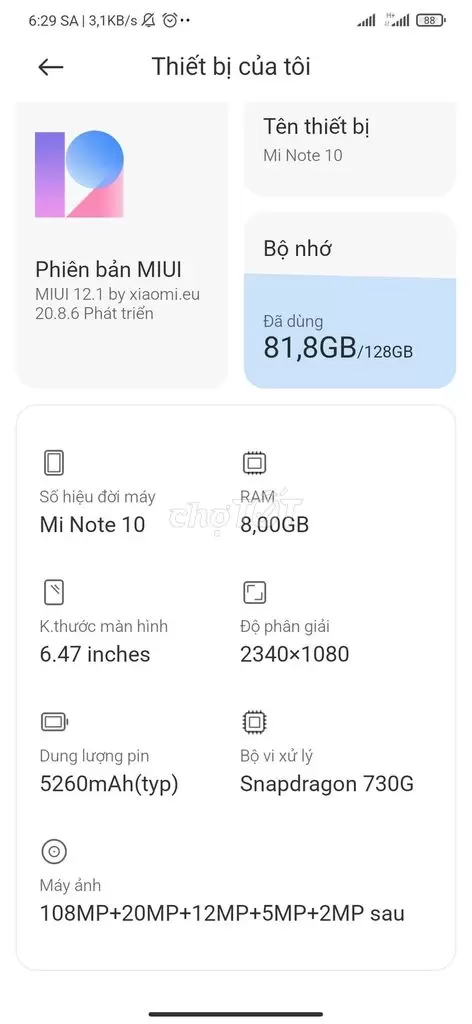 6:29 SA | 3,1KB/s
H+
88
Thiết bị của tôi
Phiên bản MIUI
MIUI 12.1 by xiaomi.eu
20.8.6 Phát triển
Tên thiết bị
Mi Note 10
Bộ nhớ
Đã dùng
81,8GB/128GB
Số hiệu đời máy
Mi Note 10
RAM
8,00GB
chợTỐT
K.thước màn hình
6.47 inches
Độ phân giải
2340×1080
Dung lượng pin
5260mAh(typ)
Bộ vi xử lý
Snapdragon 730G
Máy ảnh
108MP+20MP+12MP+5MP+2MP sau